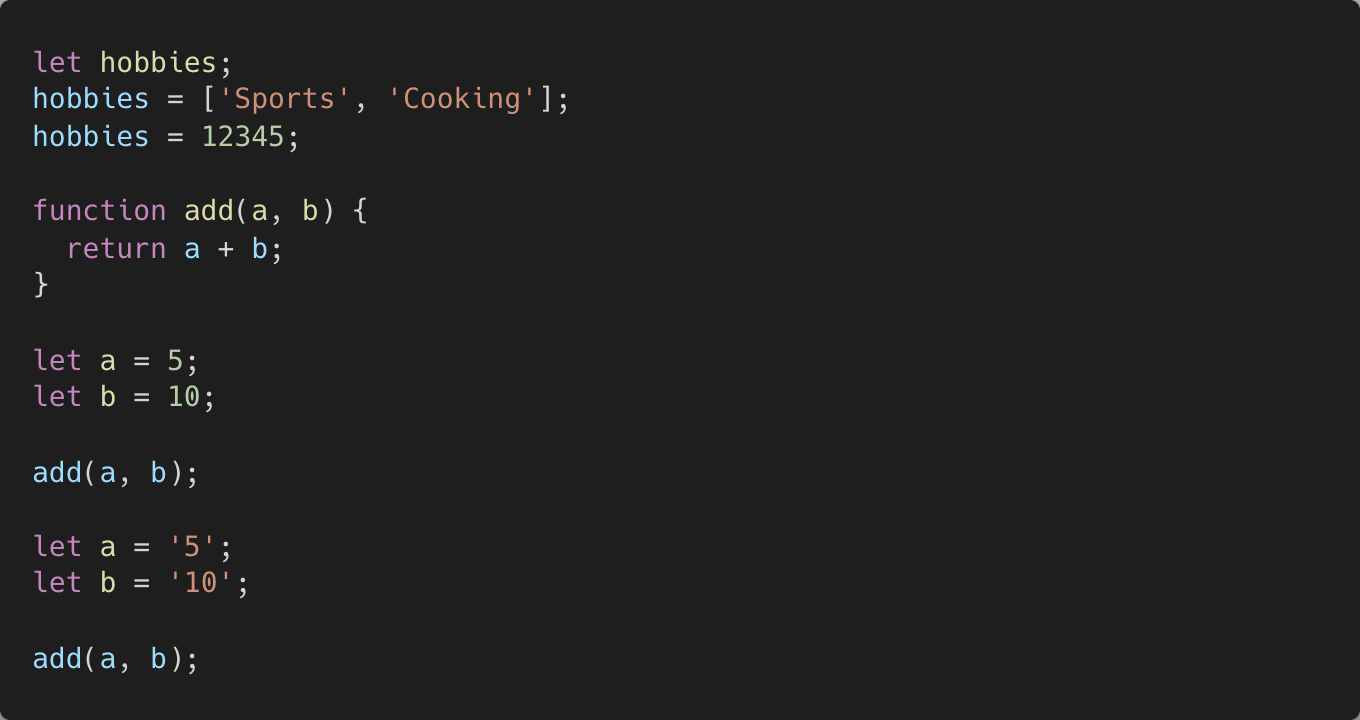 let hobbies;
hobbies = ['Sports', 'Cooking'];
hobbies = 12345;

function add(a, b) {
  return a + b;
}

let a = 5;
let b = 10;

add(a, b);

let a = '5';
let b = '10';

add(a, b);